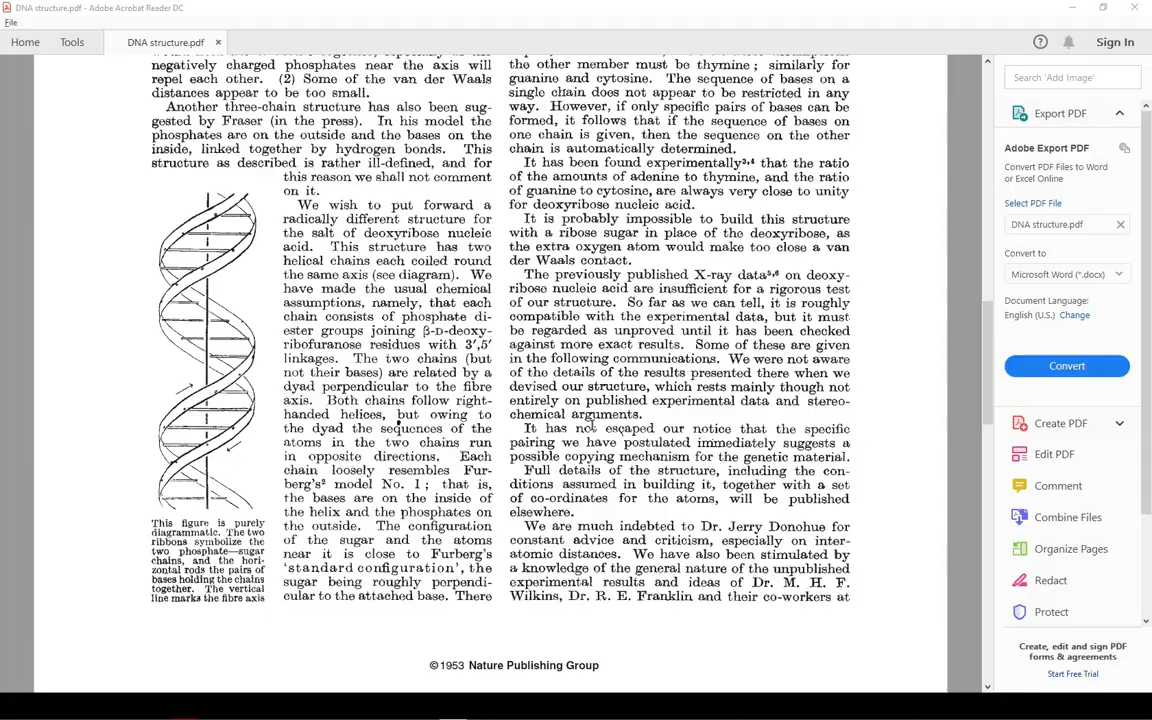 DNA structure.pdf - Adobe Acrobat Reader DC
File
Home Tools DNA structure.pdf × Sign In
negatively charged phosphates near the axis will
repel each other. (2) Some of the van der Waals
distances appear to be too small.
Another three-chain structure has also been sug-
gested by Fraser (in the press). In his model the
phosphates are on the outside and the bases on the
inside, linked together by hydrogen bonds. This
structure as described is rather ill-defined, and for
this reason we shall not comment
on it.
We wish to put forward a
radically different structure for
the salt of deoxyribose nucleic
acid. This structure has two
helical chains each coiled round
the same axis (see diagram). We
have made the usual chemical
assumptions, namely, that each
chain consists of phosphate di-
ester groups joining β-D-deoxy-
ribofuranose residues with 3′,5′
linkages. The two chains (but
not their bases) are related by a
dyad perpendicular to the fibre
axis. Both chains follow right-
handed helices, but owing to
the dyad the sequences of the
atoms in the two chains run
in opposite directions. Each
chain loosely resembles Fur-
berg's² model No. 1; that is,
the bases are on the inside of
the helix and the phosphates on
the outside. The configuration
of the sugar and the atoms
near it is close to Furberg's
'standard configuration', the
sugar being roughly perpendi-
cular to the attached base. There
This figure is purely
diagrammatic. The two
ribbons symbolize the
two phosphate—sugar
chains, and the hori-
zontal rods the pairs of
bases holding the chains
together. The vertical
line marks the fibre axis
the other member must be thymine; similarly for
guanine and cytosine. The sequence of bases on a
single chain does not appear to be restricted in any
way. However, if only specific pairs of bases can be
formed, it follows that if the sequence of bases on
one chain is given, then the sequence on the other
chain is automatically determined.
It has been found experimentally³,⁴ that the ratio
of the amounts of adenine to thymine, and the ratio
of guanine to cytosine, are always very close to unity
for deoxyribose nucleic acid.
It is probably impossible to build this structure
with a ribose sugar in place of the deoxyribose, as
the extra oxygen atom would make too close a van
der Waals contact.
The previously published X-ray data⁵,⁶ on deoxy-
ribose nucleic acid are insufficient for a rigorous test
of our structure. So far as we can tell, it is roughly
compatible with the experimental data, but it must
be regarded as unproved until it has been checked
against more exact results. Some of these are given
in the following communications. We were not aware
of the details of the results presented there when we
devised our structure, which rests mainly though not
entirely on published experimental data and stereo-
chemical arguments.
It has not escaped our notice that the specific
pairing we have postulated immediately suggests a
possible copying mechanism for the genetic material.
Full details of the structure, including the con-
ditions assumed in building it, together with a set
of co-ordinates for the atoms, will be published
elsewhere.
We are much indebted to Dr. Jerry Donohue for
constant advice and criticism, especially on inter-
atomic distances. We have also been stimulated by
a knowledge of the general nature of the unpublished
experimental results and ideas of Dr. M. H. F.
Wilkins, Dr. R. E. Franklin and their co-workers at
©1953 Nature Publishing Group
Search 'Add Image'
Export PDF
Adobe Export PDF
Convert PDF Files to Word
or Excel Online
Select PDF File
DNA structure.pdf
Convert to
Microsoft Word (*.docx)
Document Language:
English (U.S.) Change
Convert
Create PDF
Edit PDF
Comment
Combine Files
Organize Pages
Redact
Protect
Create, edit and sign PDF
forms & agreements
Start Free Trial